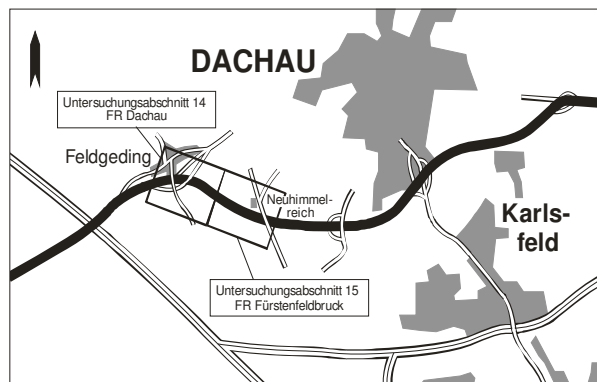 DACHAU
Untersuchungsabschnitt 14
FR Dachau
Feldgeding
Neuhimmel-
reich
Karls-
feld
Untersuchungsabschnitt 15
FR Fürstenfeldbruck